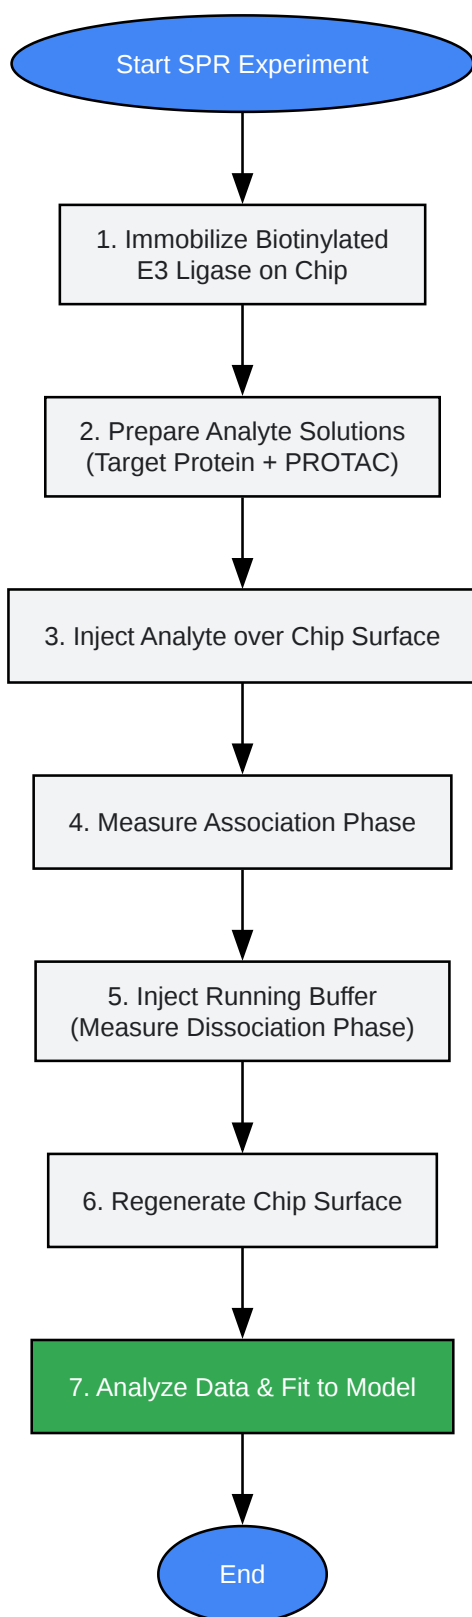 Start SPR Experiment
1. Immobilize Biotinylated
E3 Ligase on Chip
2. Prepare Analyte Solutions
(Target Protein + PROTAC)
3. Inject Analyte over Chip Surface
4. Measure Association Phase
5. Inject Running Buffer
(Measure Dissociation Phase)
6. Regenerate Chip Surface
7. Analyze Data & Fit to Model
End